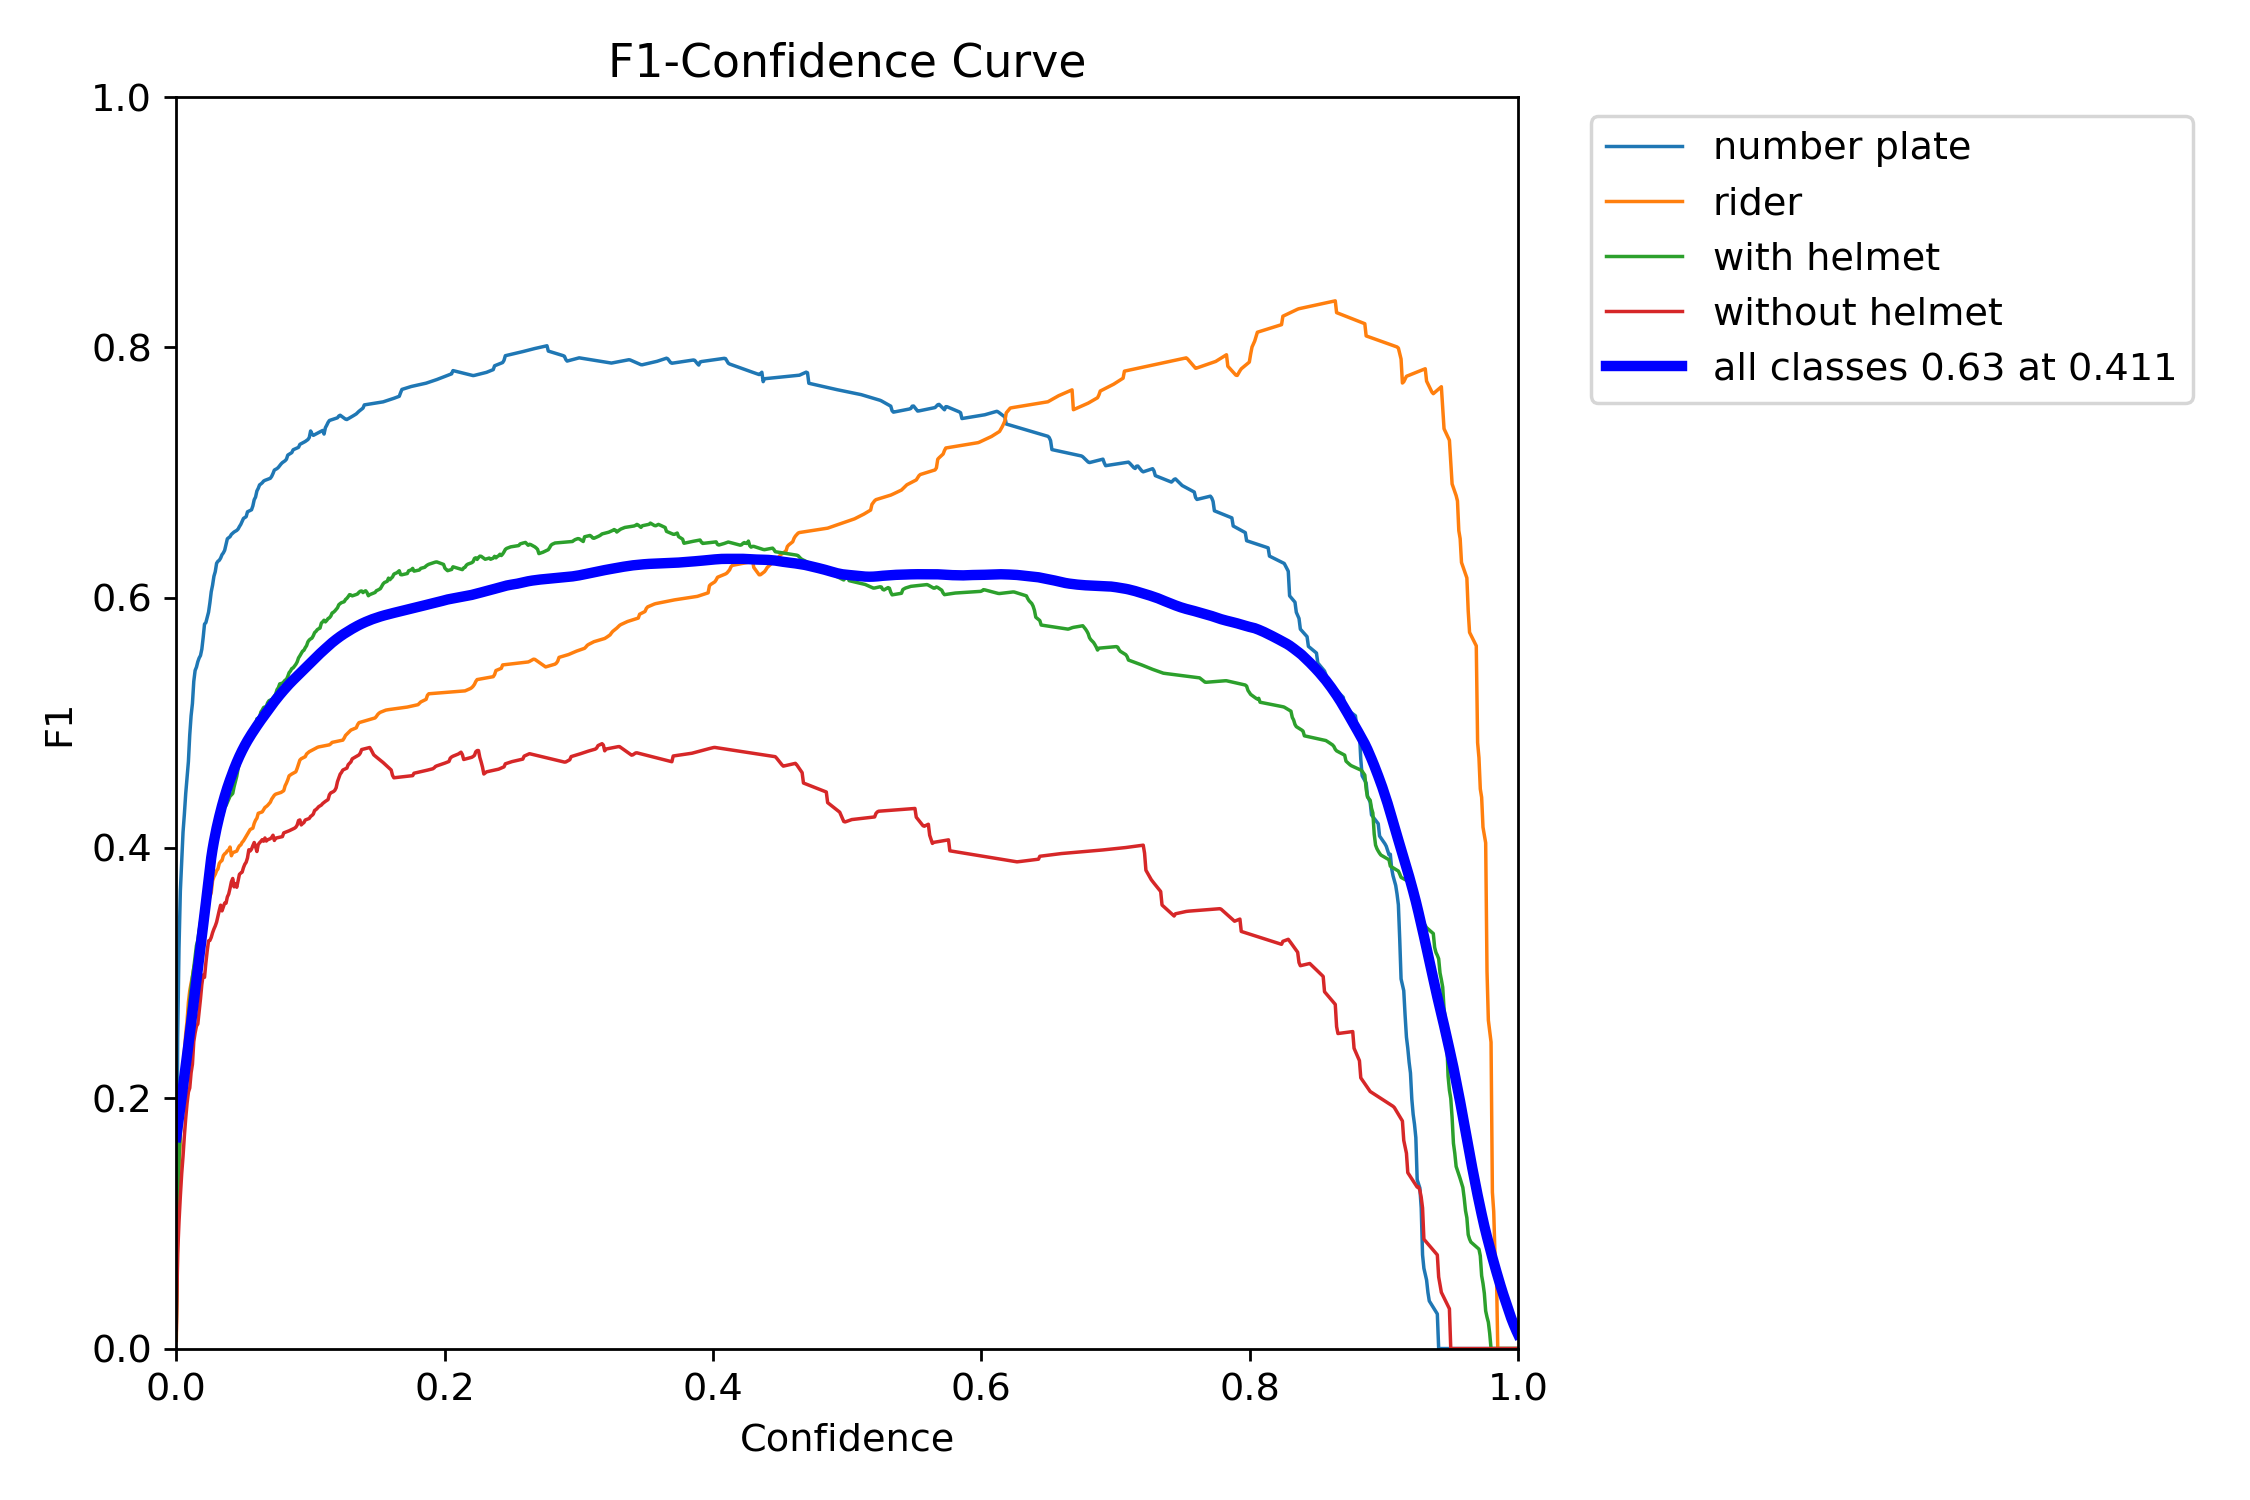 F1-Confidence Curve
1.0
0.8
0.6
0.4
0.2
0.0
F1
0.0 0.2 0.4 0.6 0.8 1.0
Confidence
number plate
rider
with helmet
without helmet
all classes 0.63 at 0.411